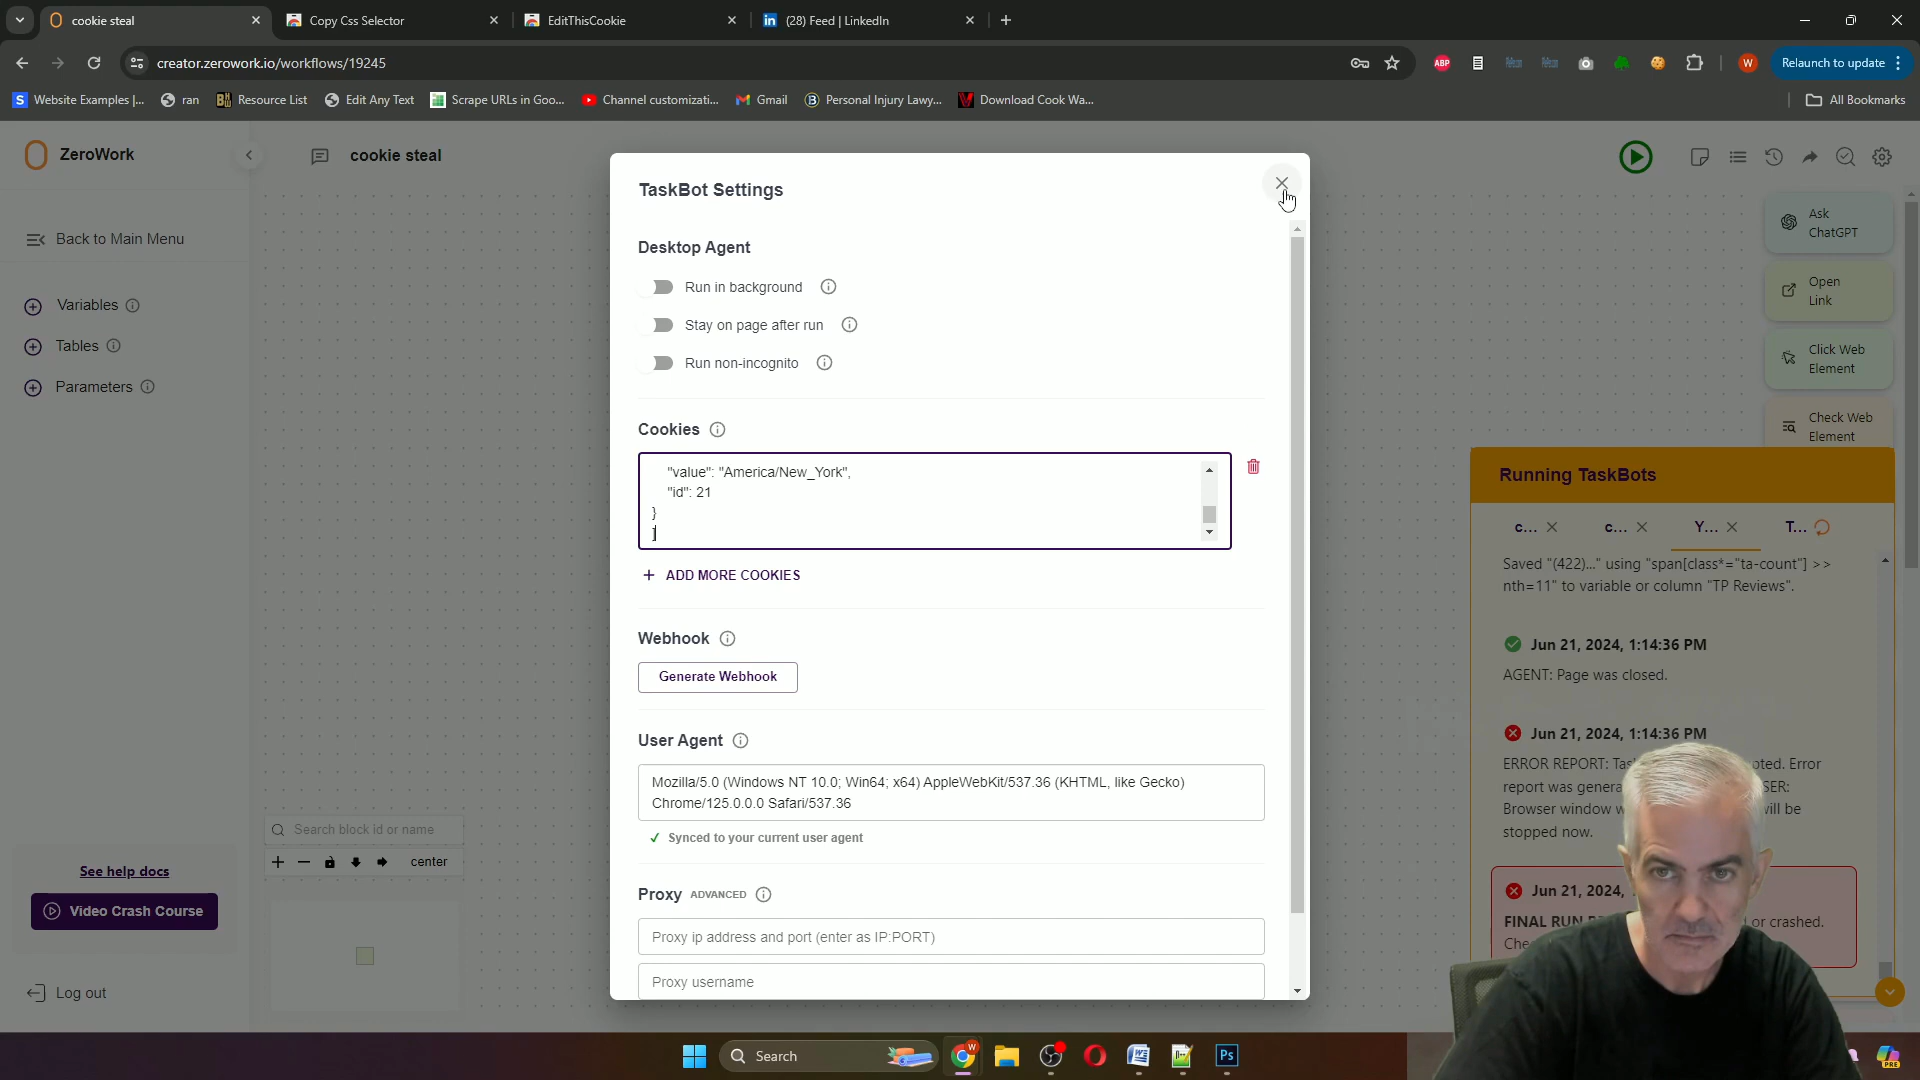 cookie steal
Copy Css Selector
EditThisCookie
(28) Feed | LinkedIn
creator.zerowork.io/workflows/19245
ABP
W
Relaunch to update
Website Examples |...
ran
Resource List
Edit Any Text
Scrape URLs in Goo...
Channel customizati...
Gmail
Personal Injury Lawy...
Download Cook Wa...
All Bookmarks
ZeroWork
cookie steal
Back to Main Menu
Variables
Tables
Parameters
Search block id or name
center
See help docs
Video Crash Course
Log out
TaskBot Settings
Desktop Agent
Run in background
Stay on page after run
Run non-incognito
Cookies
"value": "America/New_York",
"id": 21
}
]
ADD MORE COOKIES
Webhook
Generate Webhook
User Agent
Mozilla/5.0 (Windows NT 10.0; Win64; x64) AppleWebKit/537.36 (KHTML, like Gecko)
Chrome/125.0.0.0 Safari/537.36
Synced to your current user agent
Proxy ADVANCED
Proxy ip address and port (enter as IP:PORT)
Proxy username
Ask
ChatGPT
Open
Link
Click Web
Element
Check Web
Element
Running TaskBots
c...
c...
Y...
T...
Saved "(422)..." using "span[class*="ta-count"] >>
nth=11" to variable or column "TP Reviews".
Jun 21, 2024, 1:14:36 PM
AGENT: Page was closed.
Jun 21, 2024, 1:14:36 PM
ERROR REPORT: Error
report was
Browser window will be
stopped now.
Jun 21, 2024,
FINAL RUN or crashed.
Search
W
Ps
PRE